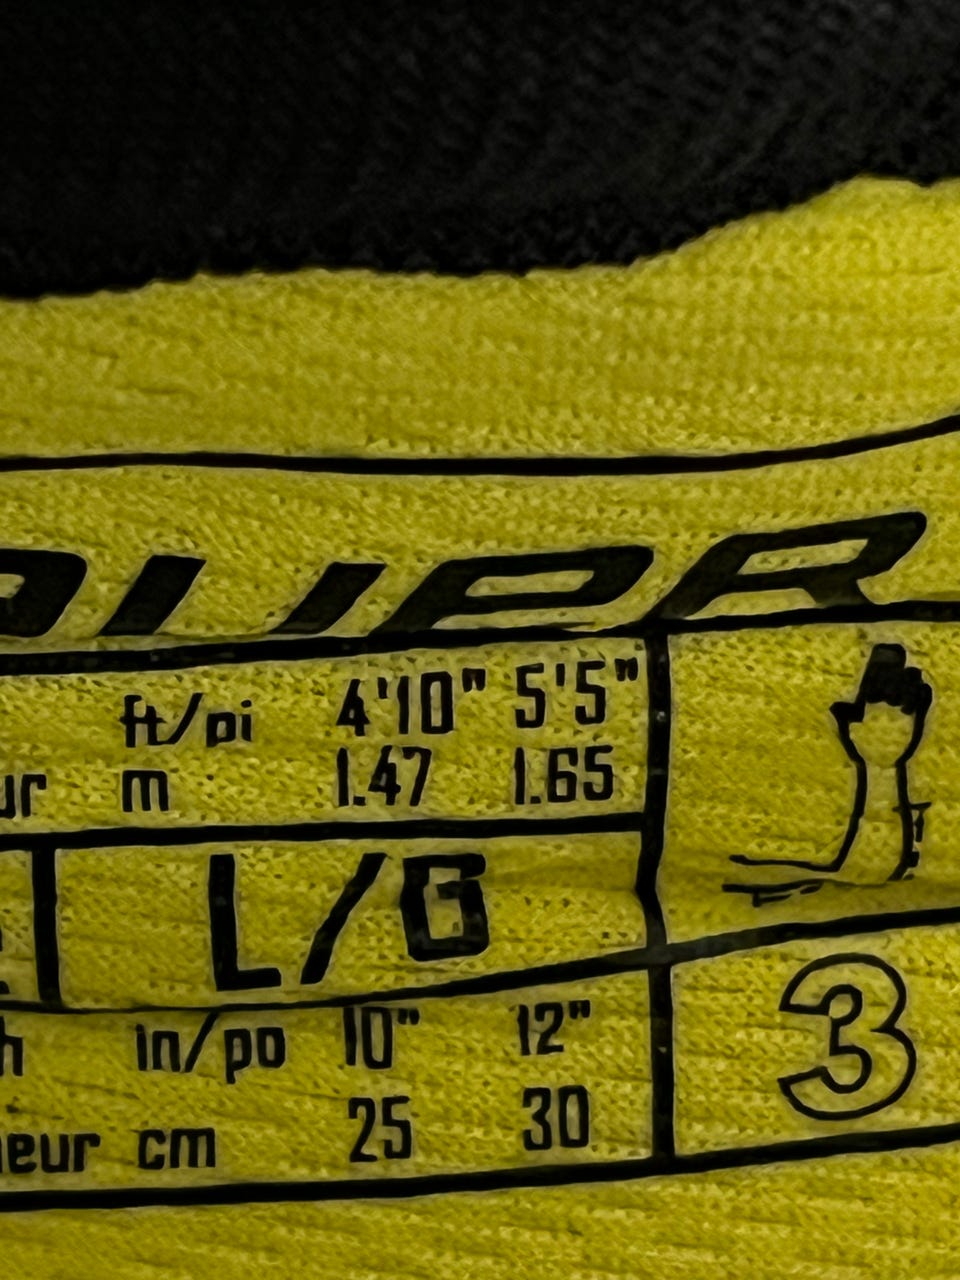 ft/pi 4'10" 5'5"
m 1.47 1.65
L/G
in/po 10" 12"
cm 25 30
3